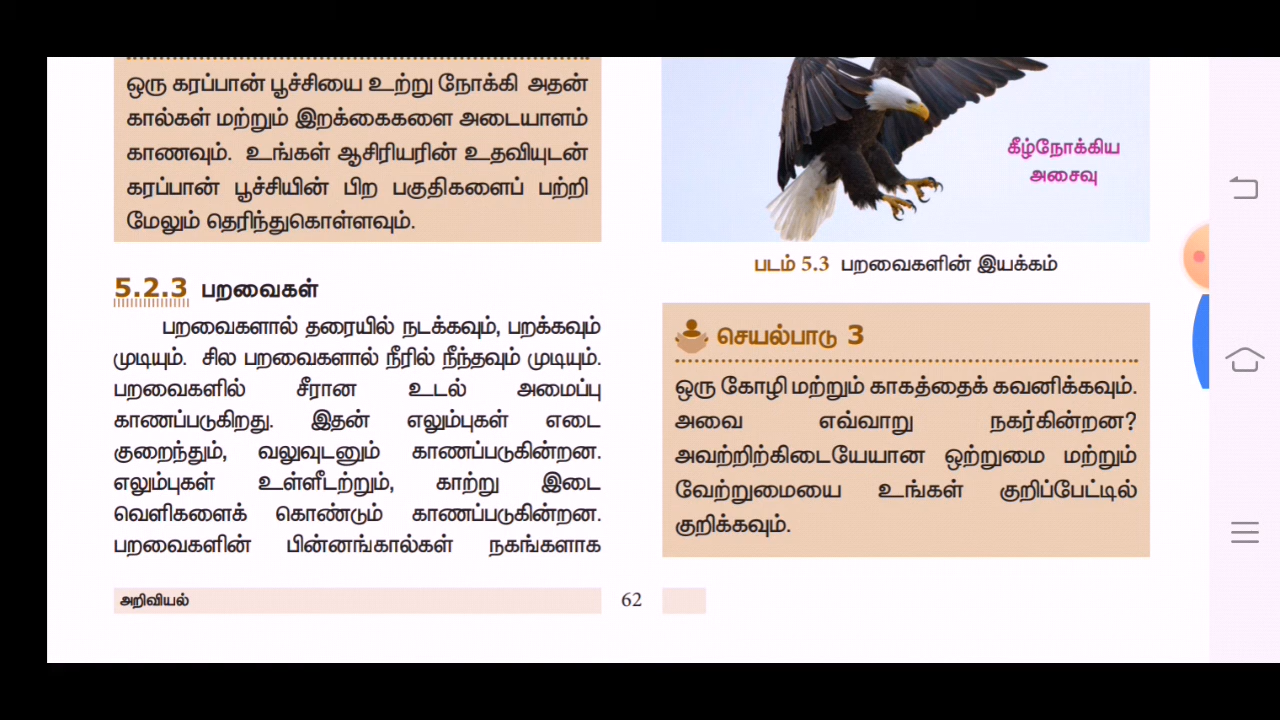 ஒரு கரப்பான் பூச்சியை உற்று நோக்கி அதன்
கால்கள் மற்றும் இறக்கைகளை அடையாளம்
காணவும். உங்கள் ஆசிரியரின் உதவியுடன்
கரப்பான் பூச்சியின் பிற பகுதிகளைப் பற்றி
மேலும் தெரிந்துகொள்ளவும்.
5.2.3 பறவைகள்
பறவைகளால் தரையில் நடக்கவும், பறக்கவும்
முடியும். சில பறவைகளால் நீரில் நீந்தவும் முடியும்.
பறவைகளில் சீரான உடல் அமைப்பு
காணப்படுகிறது. இதன் எலும்புகள் எடை
குறைந்தும், வலுவுடனும் காணப்படுகின்றன.
எலும்புகள் உள்ளீடற்றும், காற்று இடை
வெளிகளைக் கொண்டும் காணப்படுகின்றன.
பறவைகளின் பின்னங்கால்கள் நகங்களாக
கீழ்நோக்கிய
அசைவு
படம் 5.3 பறவைகளின் இயக்கம்
செயல்பாடு 3
ஒரு கோழி மற்றும் காகத்தைக் கவனிக்கவும்.
அவை எவ்வாறு நகர்கின்றன?
அவற்றிற்கிடையேயான ஒற்றுமை மற்றும்
வேற்றுமையை உங்கள் குறிப்பேட்டில்
குறிக்கவும்.
அறிவியல்
62